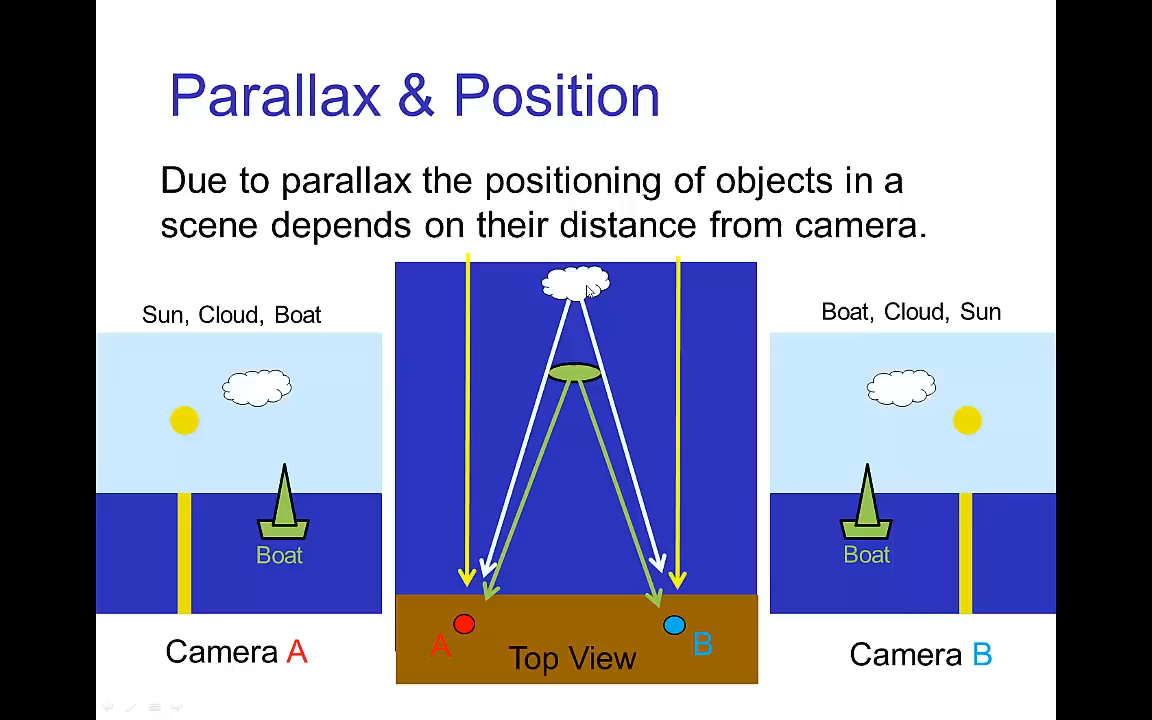 Parallax & Position
Due to parallax the positioning of objects in a
scene depends on their distance from camera.
Sun, Cloud, Boat
Boat
Camera A
A
Top View
B
Boat, Cloud, Sun
Boat
Camera B